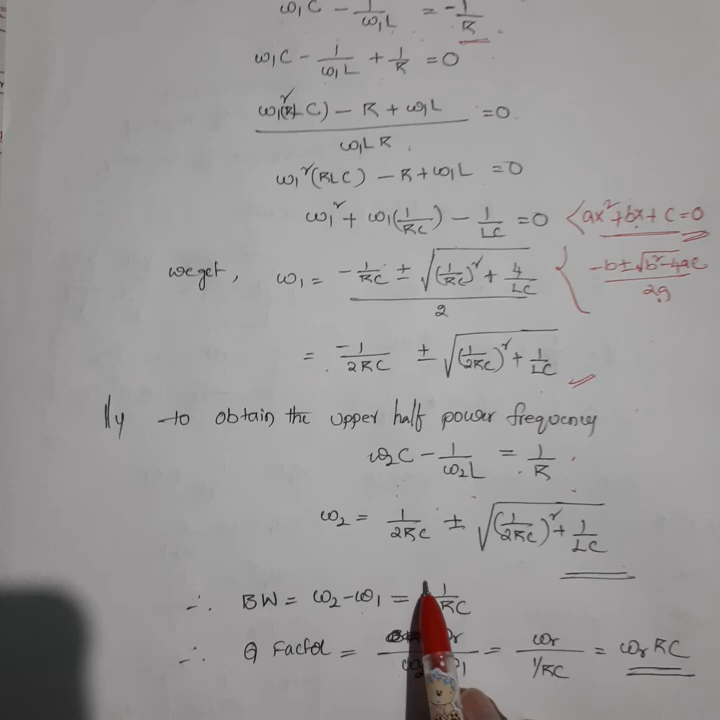 ω₁C − 1/ω₁L = −1/R
ω₁C − 1/ω₁L + 1/R = 0
(ω₁²(RLC) − R + ω₁L)/(ω₁LR) = 0
ω₁²(RLC) − R + ω₁L = 0
ω₁² + ω₁(1/RC) − 1/LC = 0 < ax² + bx + c = 0
we get, ω₁ = (−1/RC ± √((1/RC)² + 4/LC))/2 { (−b ± √(b² − 4ac))/2a
= −1/2RC ± √((1/2RC)² + 1/LC)
lly to obtain the upper half power frequency
ω₂C − 1/ω₂L = 1/R
ω₂ = 1/2RC ± √((1/2RC)² + 1/LC)
∴ BW = ω₂ − ω₁ = 1/RC
∴ Q Factor = = ωr/(1/RC) = ωr RC